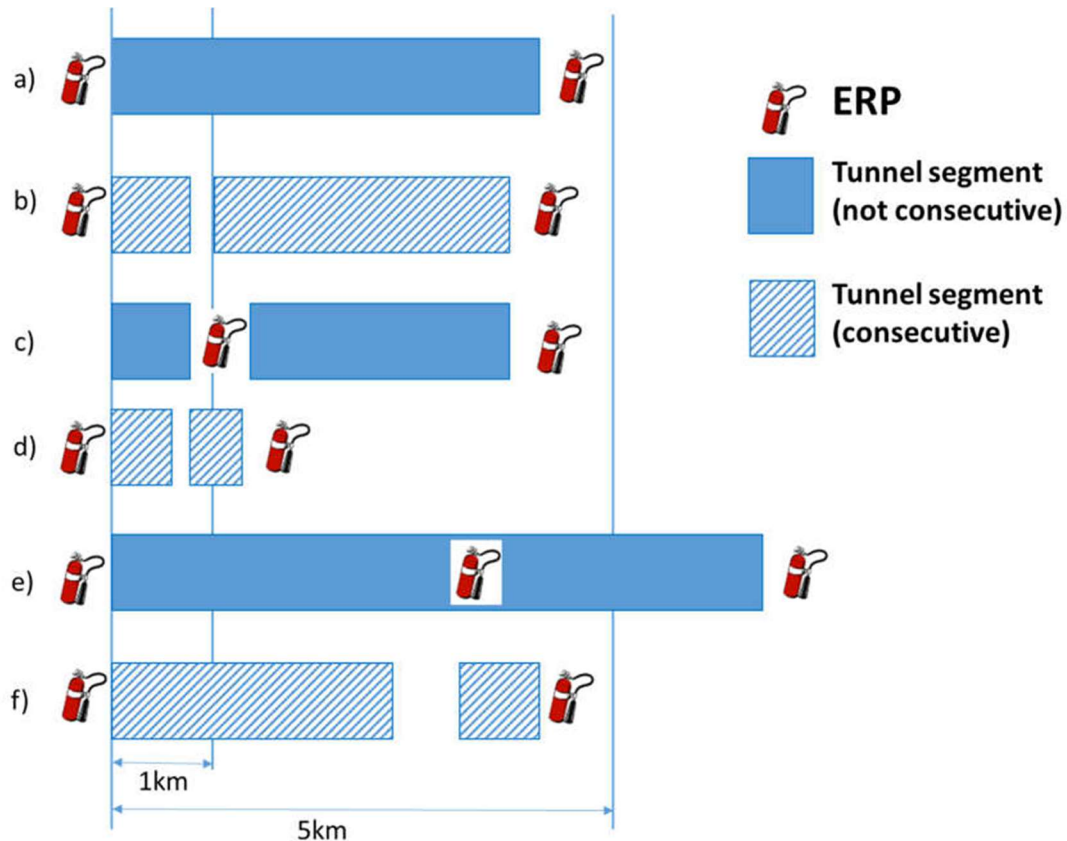 a)
b)
c)
d)
e)
f)
ERP
Tunnel segment
(not consecutive)
Tunnel segment
(consecutive)
1km
5km